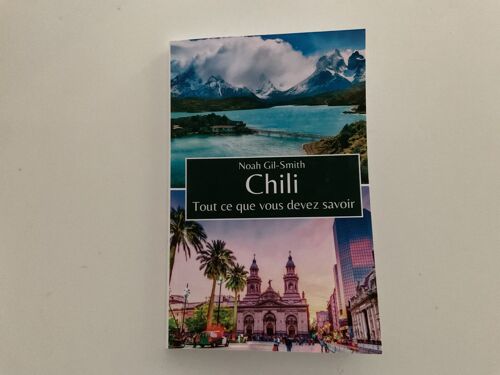 Noah Gil-Smith
Chili
Tout ce que vous devez savoir